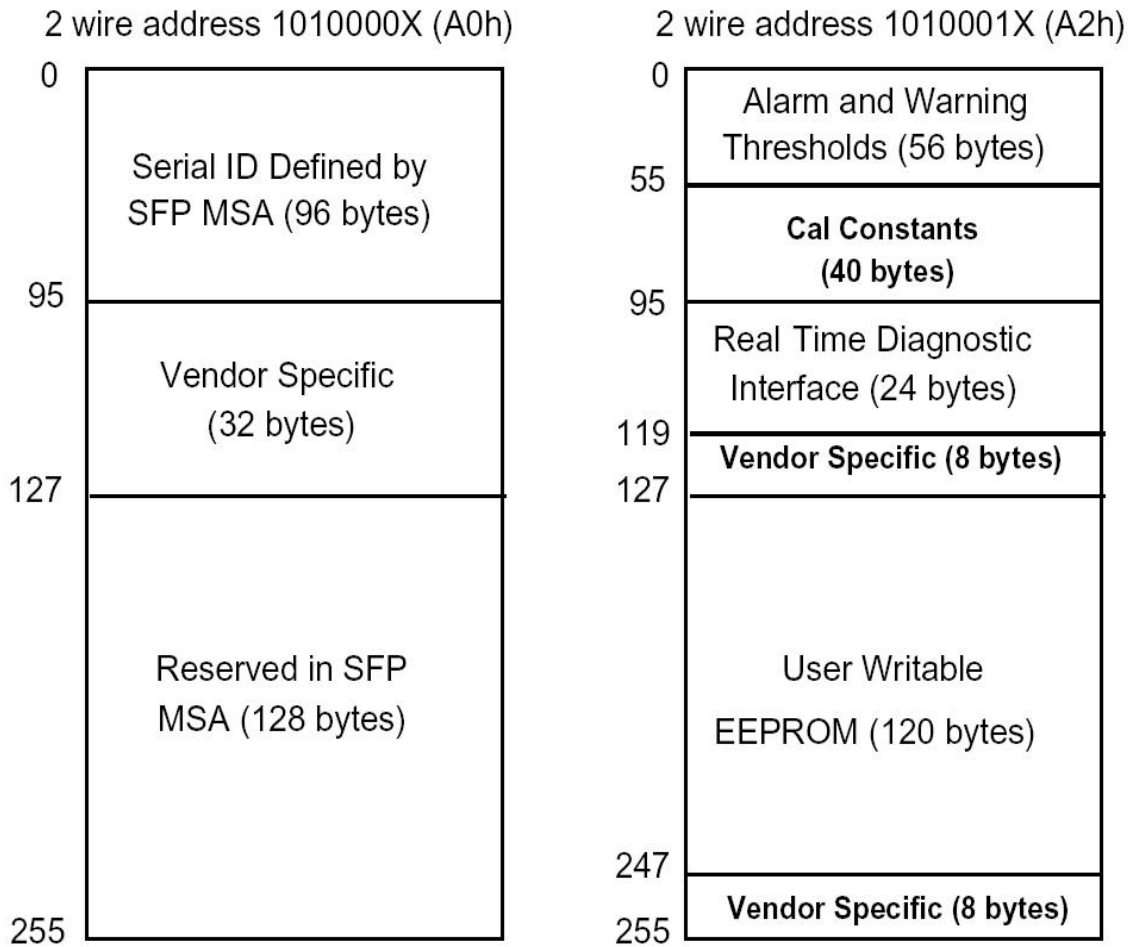 2 wire address 1010000X (A0h)
0
Serial ID Defined by
SFP MSA (96 bytes)
95
Vendor Specific
(32 bytes)
127
Reserved in SFP
MSA (128 bytes)
255
2 wire address 1010001X (A2h)
0
Alarm and Warning
Thresholds (56 bytes)
55
Cal Constants
(40 bytes)
95
Real Time Diagnostic
Interface (24 bytes)
119
Vendor Specific (8 bytes)
127
User Writable
EEPROM (120 bytes)
247
Vendor Specific (8 bytes)
255